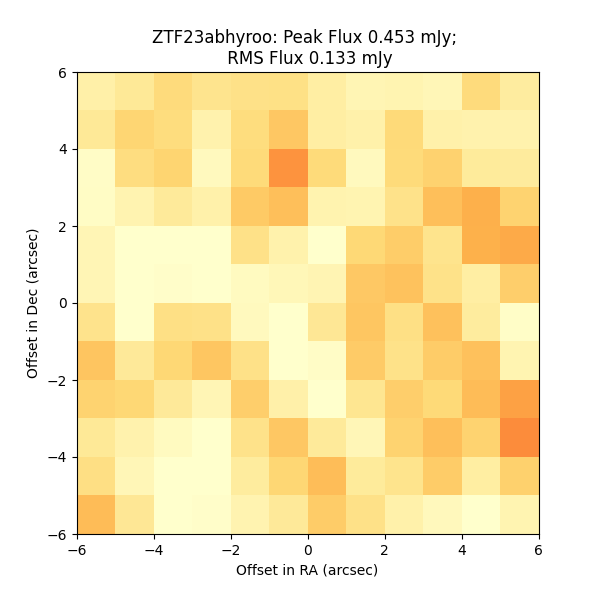 ZTF23abhyroo: Peak Flux 0.453 mJy;
RMS Flux 0.133 mJy
6
4
2
0
−2
−4
−6
Offset in Dec (arcsec)
−6 −4 −2 0 2 4 6
Offset in RA (arcsec)